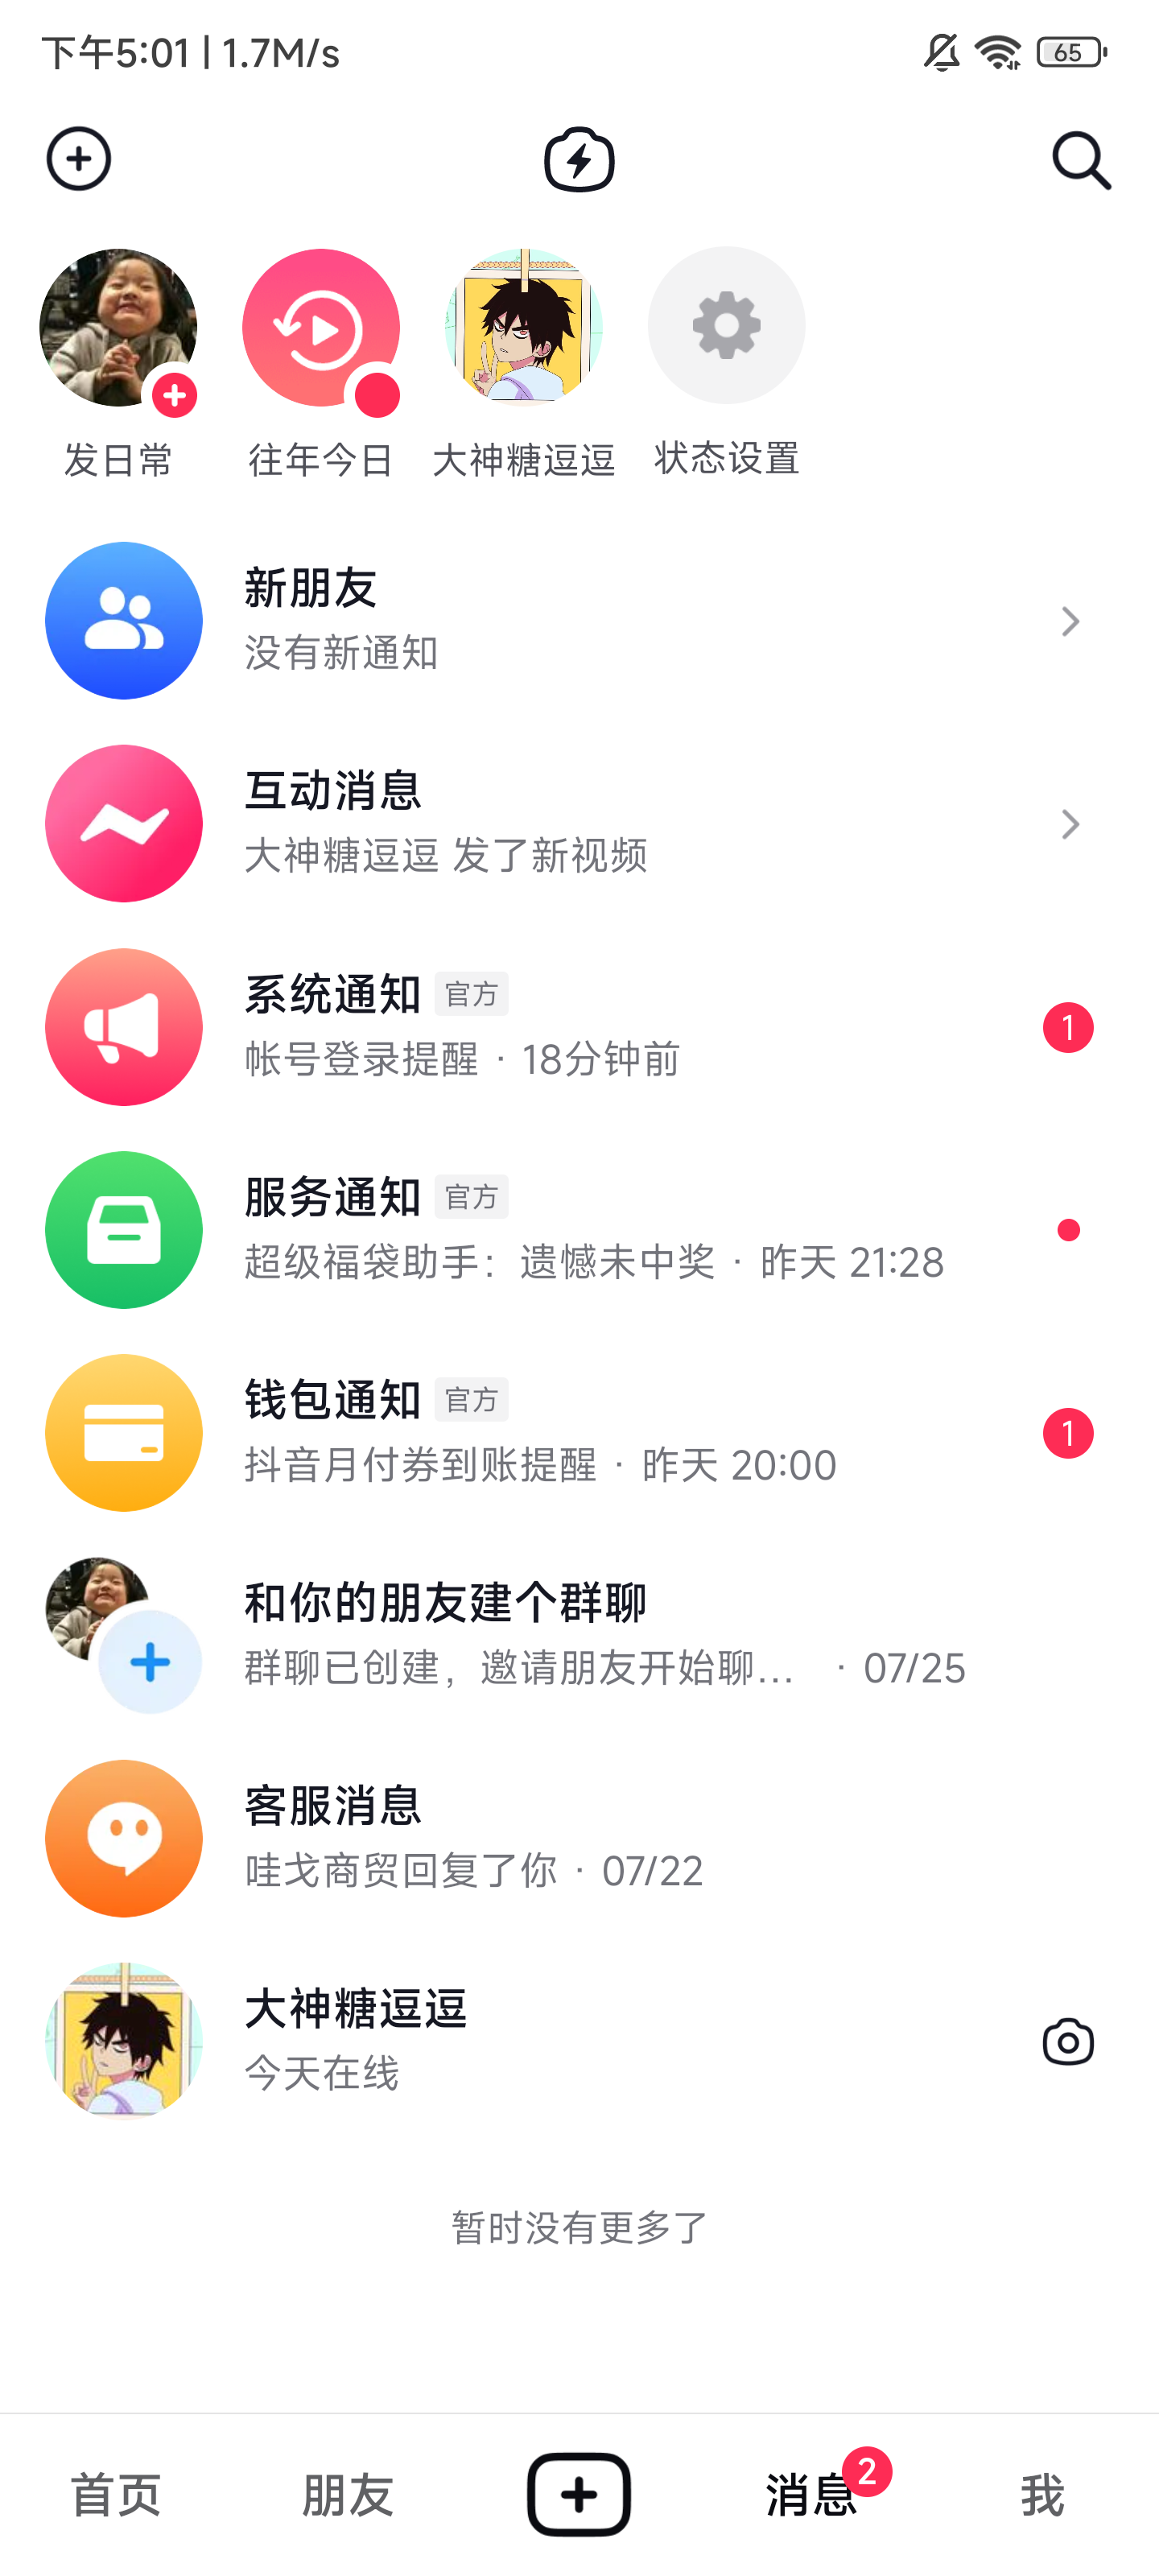 下午5:01 | 1.7M/s
65
发日常
往年今日
大神糖逗逗
状态设置
新朋友
没有新通知
互动消息
大神糖逗逗 发了新视频
系统通知 官方
帐号登录提醒 · 18分钟前
1
服务通知 官方
超级福袋助手：遗憾未中奖 · 昨天 21:28
钱包通知 官方
抖音月付券到账提醒 · 昨天 20:00
1
和你的朋友建个群聊
群聊已创建，邀请朋友开始聊... · 07/25
客服消息
哇戈商贸回复了你 · 07/22
大神糖逗逗
今天在线
暂时没有更多了
首页
朋友
消息
2
我